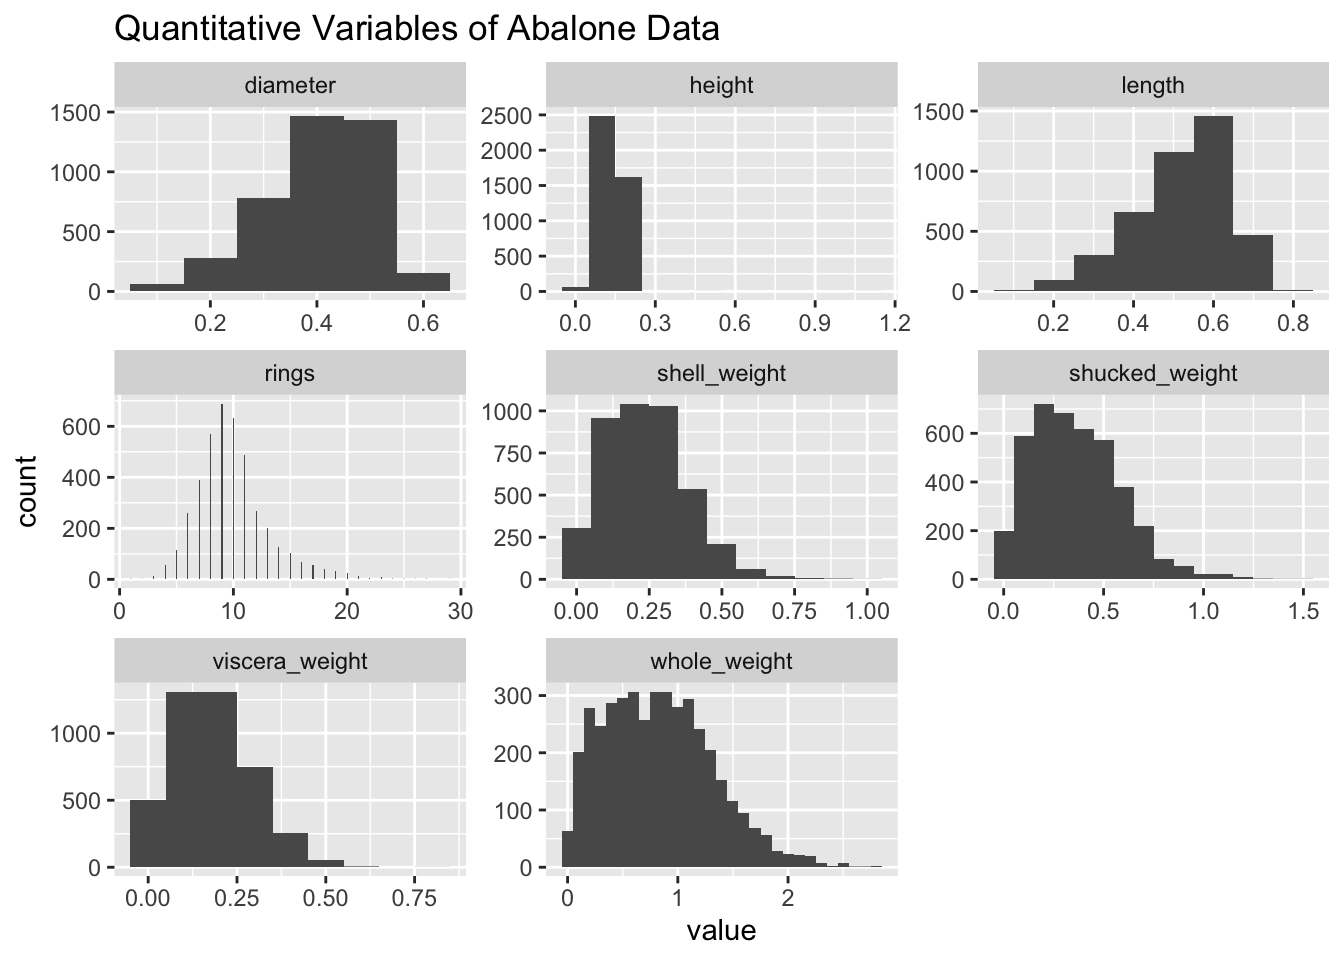 Quantitative Variables of Abalone Data
diameter
height
length
1500
1000
500
0
0.2 0.4 0.6
2500
2000
1500
1000
500
0
0.0 0.3 0.6 0.9 1.2
1500
1000
500
0
0.2 0.4 0.6 0.8
rings
shell_weight
shucked_weight
600
400
200
0
0 10 20 30
1000
750
500
250
0
0.00 0.25 0.50 0.75 1.00
600
400
200
0
0.0 0.5 1.0 1.5
count
viscera_weight
whole_weight
1000
500
0
0.00 0.25 0.50 0.75
300
200
100
0
0 1 2
value